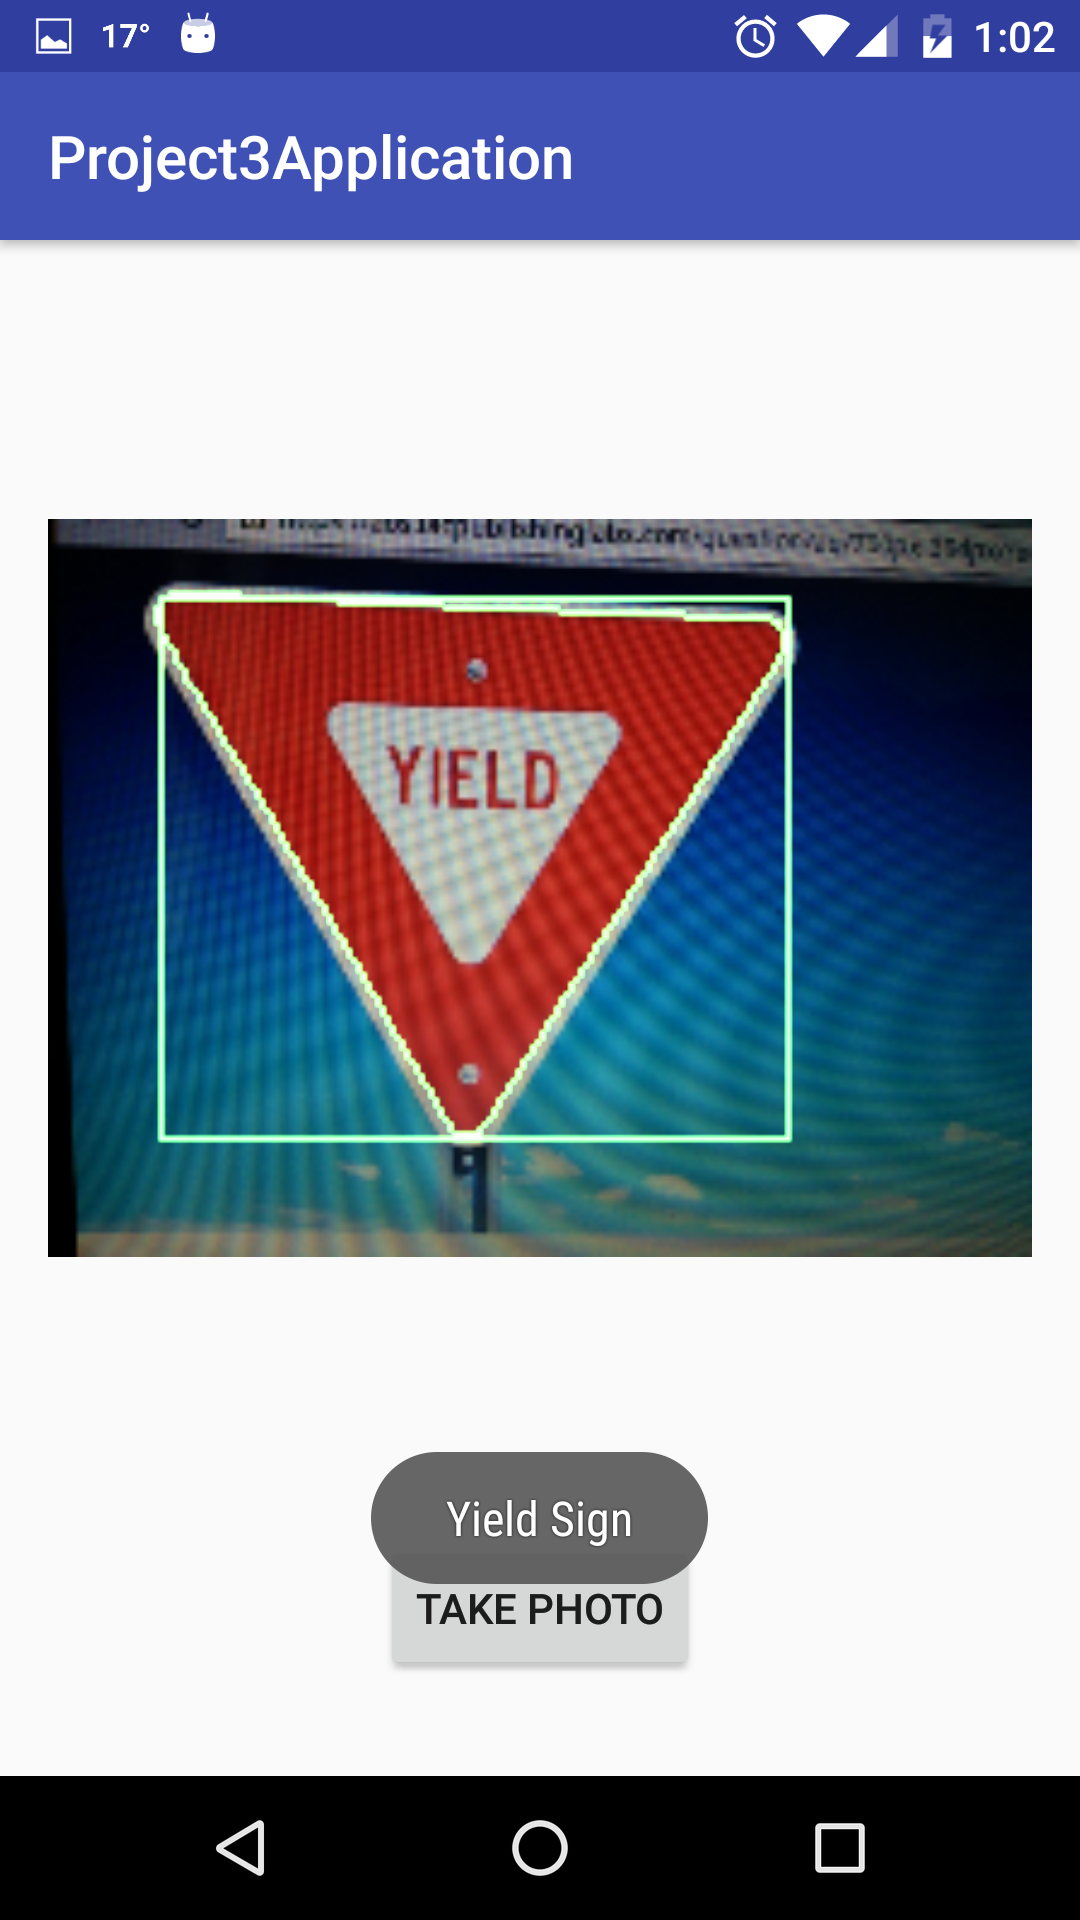 17°
1:02
Project3Application
YIELD
Yield Sign
TAKE PHOTO